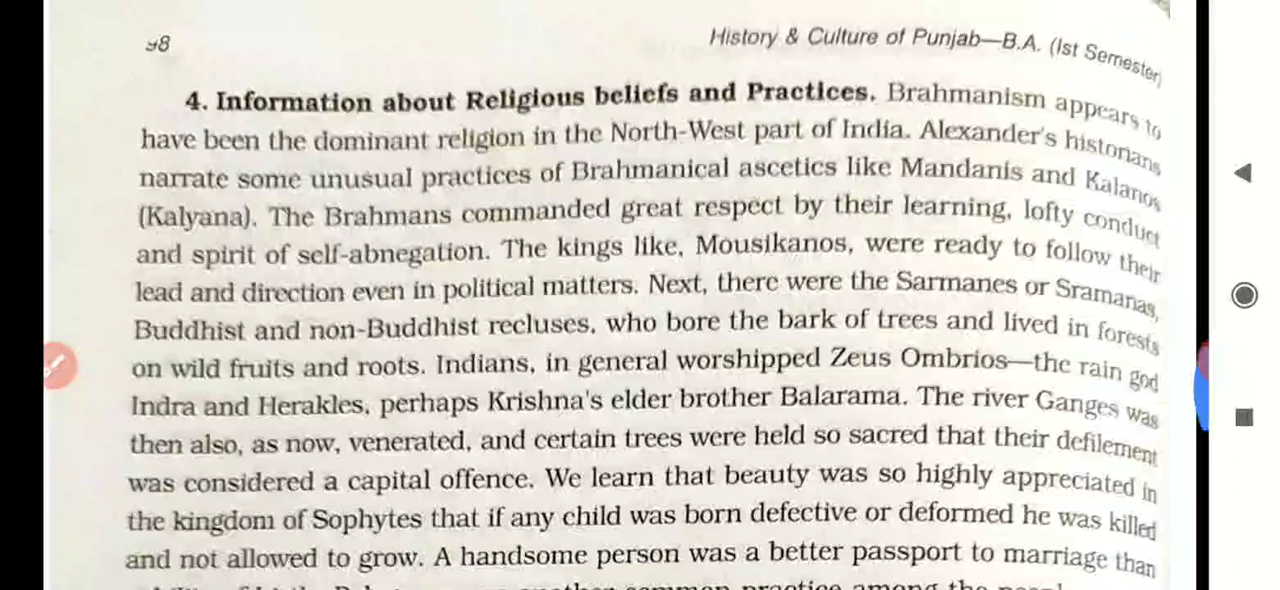 98
History & Culture of Punjab—B.A. (Ist Semester)
4. Information about Religious beliefs and Practices. Brahmanism appears to
have been the dominant religion in the North-West part of India. Alexander's historians
narrate some unusual practices of Brahmanical ascetics like Mandanis and Kalanos
(Kalyana). The Brahmans commanded great respect by their learning, lofty conduct
and spirit of self-abnegation. The kings like, Mousikanos, were ready to follow their
lead and direction even in political matters. Next, there were the Sarmanes or Sramanas,
Buddhist and non-Buddhist recluses, who bore the bark of trees and lived in forests
on wild fruits and roots. Indians, in general worshipped Zeus Ombrios—the rain god
Indra and Herakles, perhaps Krishna's elder brother Balarama. The river Ganges was
then also, as now, venerated, and certain trees were held so sacred that their defilement
was considered a capital offence. We learn that beauty was so highly appreciated in
the kingdom of Sophytes that if any child was born defective or deformed he was killed
and not allowed to grow. A handsome person was a better passport to marriage than
common practice among the